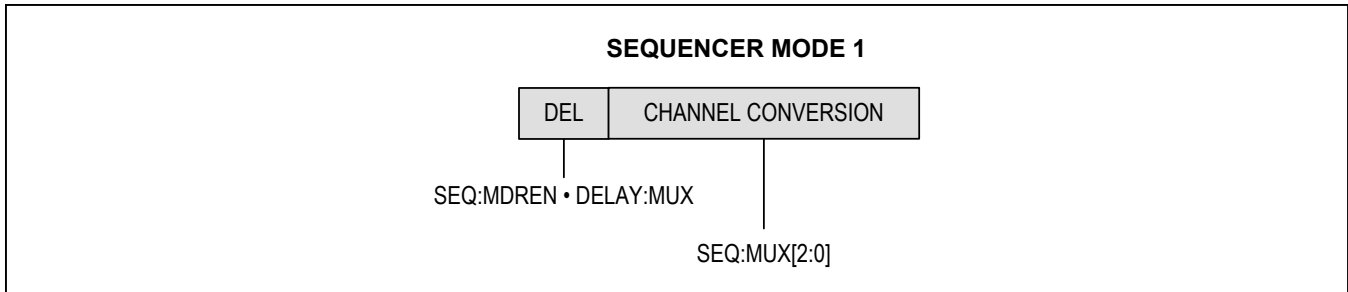 SEQUENCER MODE 1
DEL CHANNEL CONVERSION
SEQ:MDREN • DELAY:MUX
SEQ:MUX[2:0]